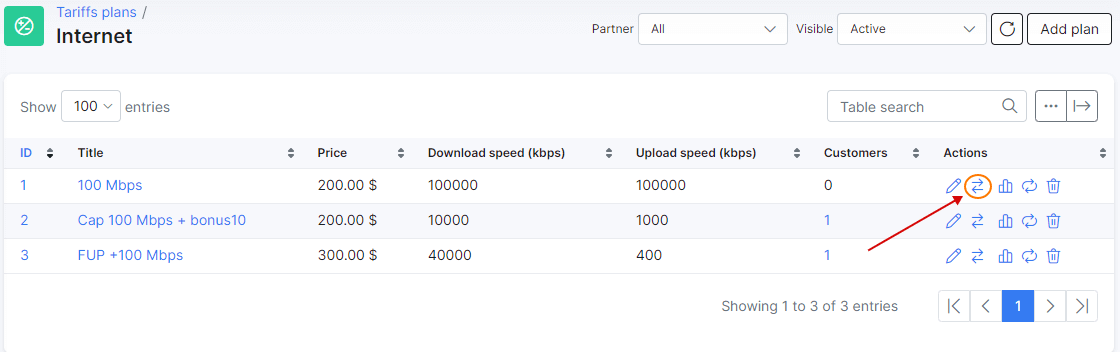 Tariffs plans /
Internet
Partner All Visible Active Add plan
Show 100 entries Table search
ID Title Price Download speed (kbps) Upload speed (kbps) Customers Actions
1 100 Mbps 200.00 $ 100000 100000 0
2 Cap 100 Mbps + bonus10 200.00 $ 10000 1000 1
3 FUP +100 Mbps 300.00 $ 40000 400 1
Showing 1 to 3 of 3 entries 1